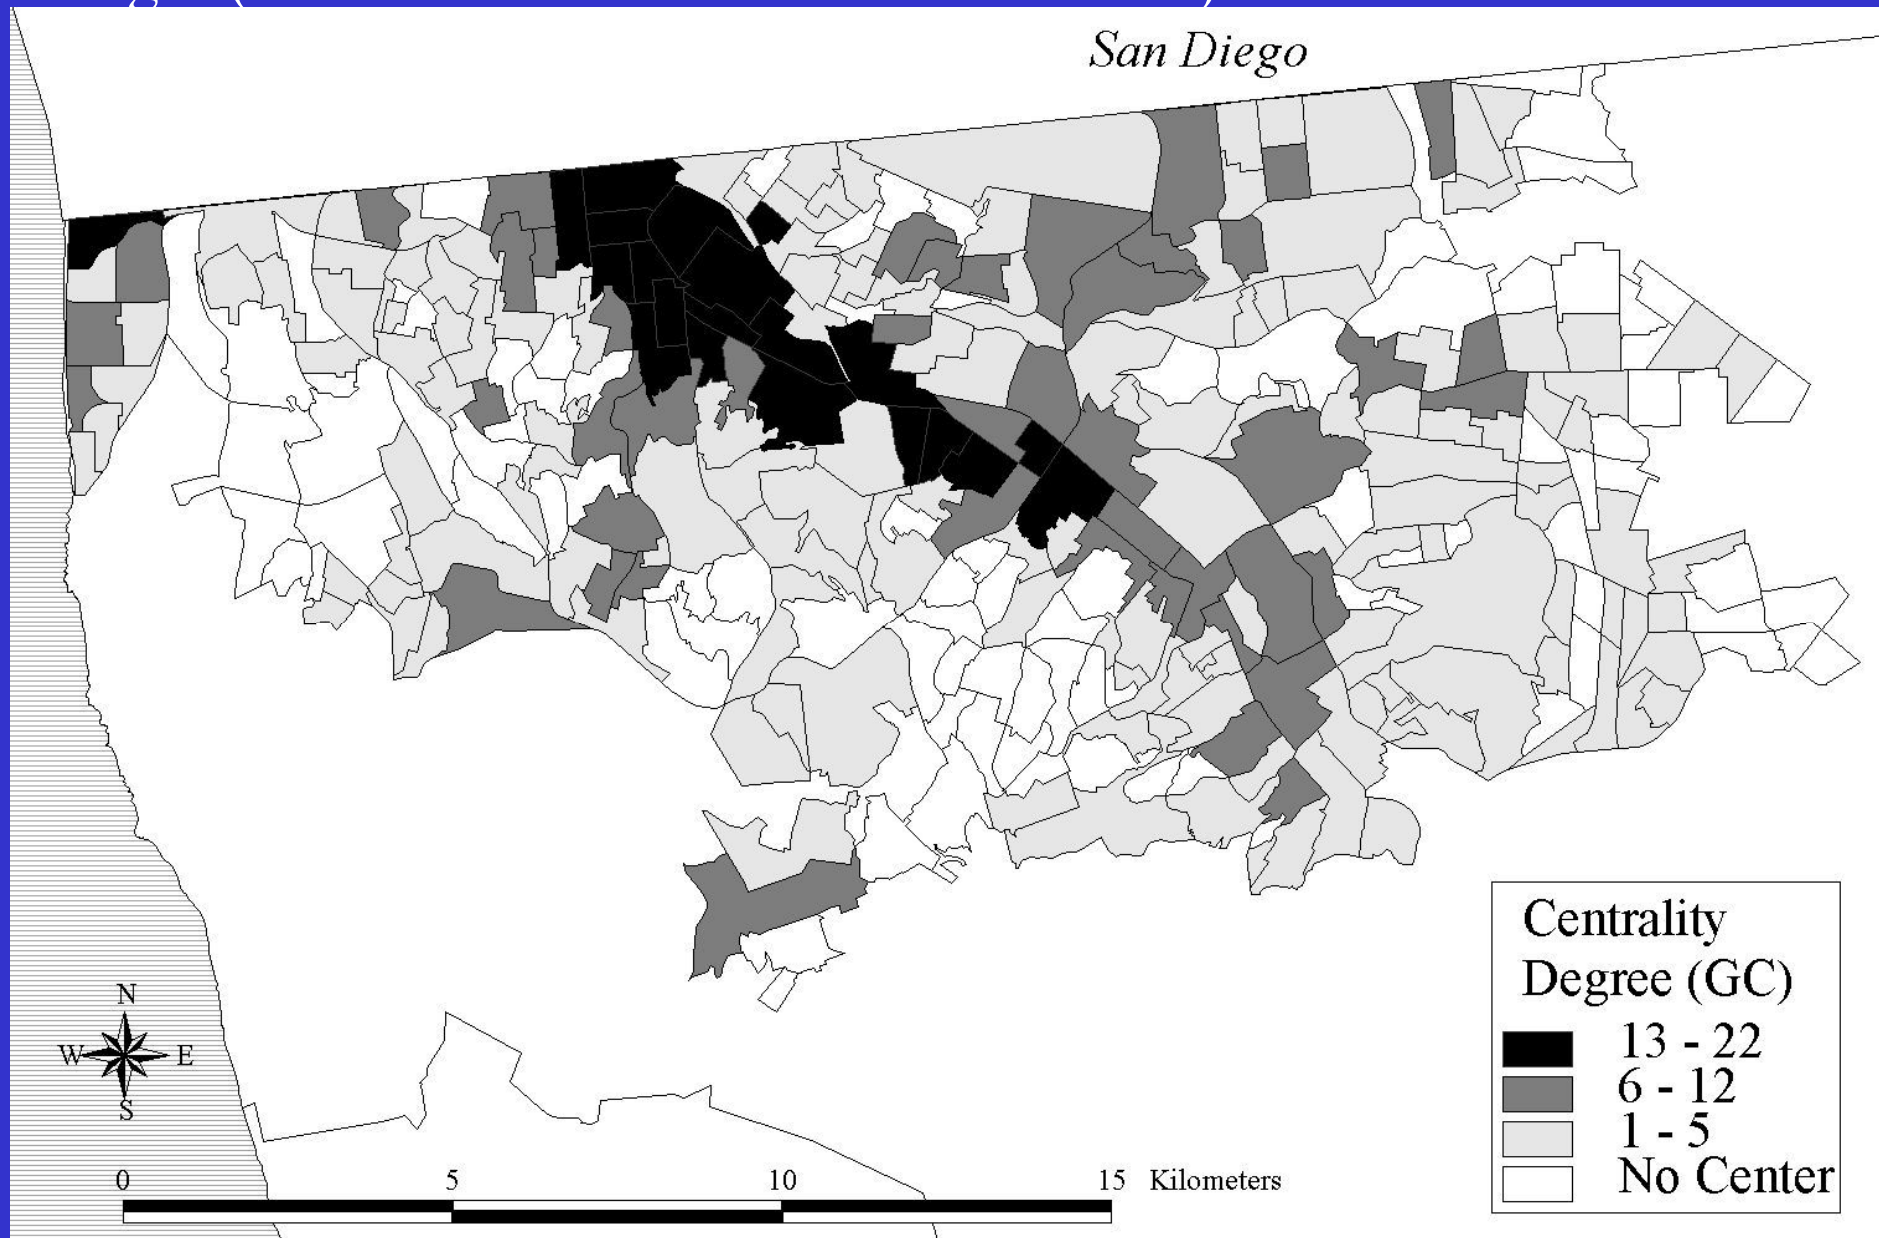 San Diego
Centrality
Degree (GC)
13 - 22
6 - 12
1 - 5
No Center
N
W E
S
0 5 10 15 Kilometers